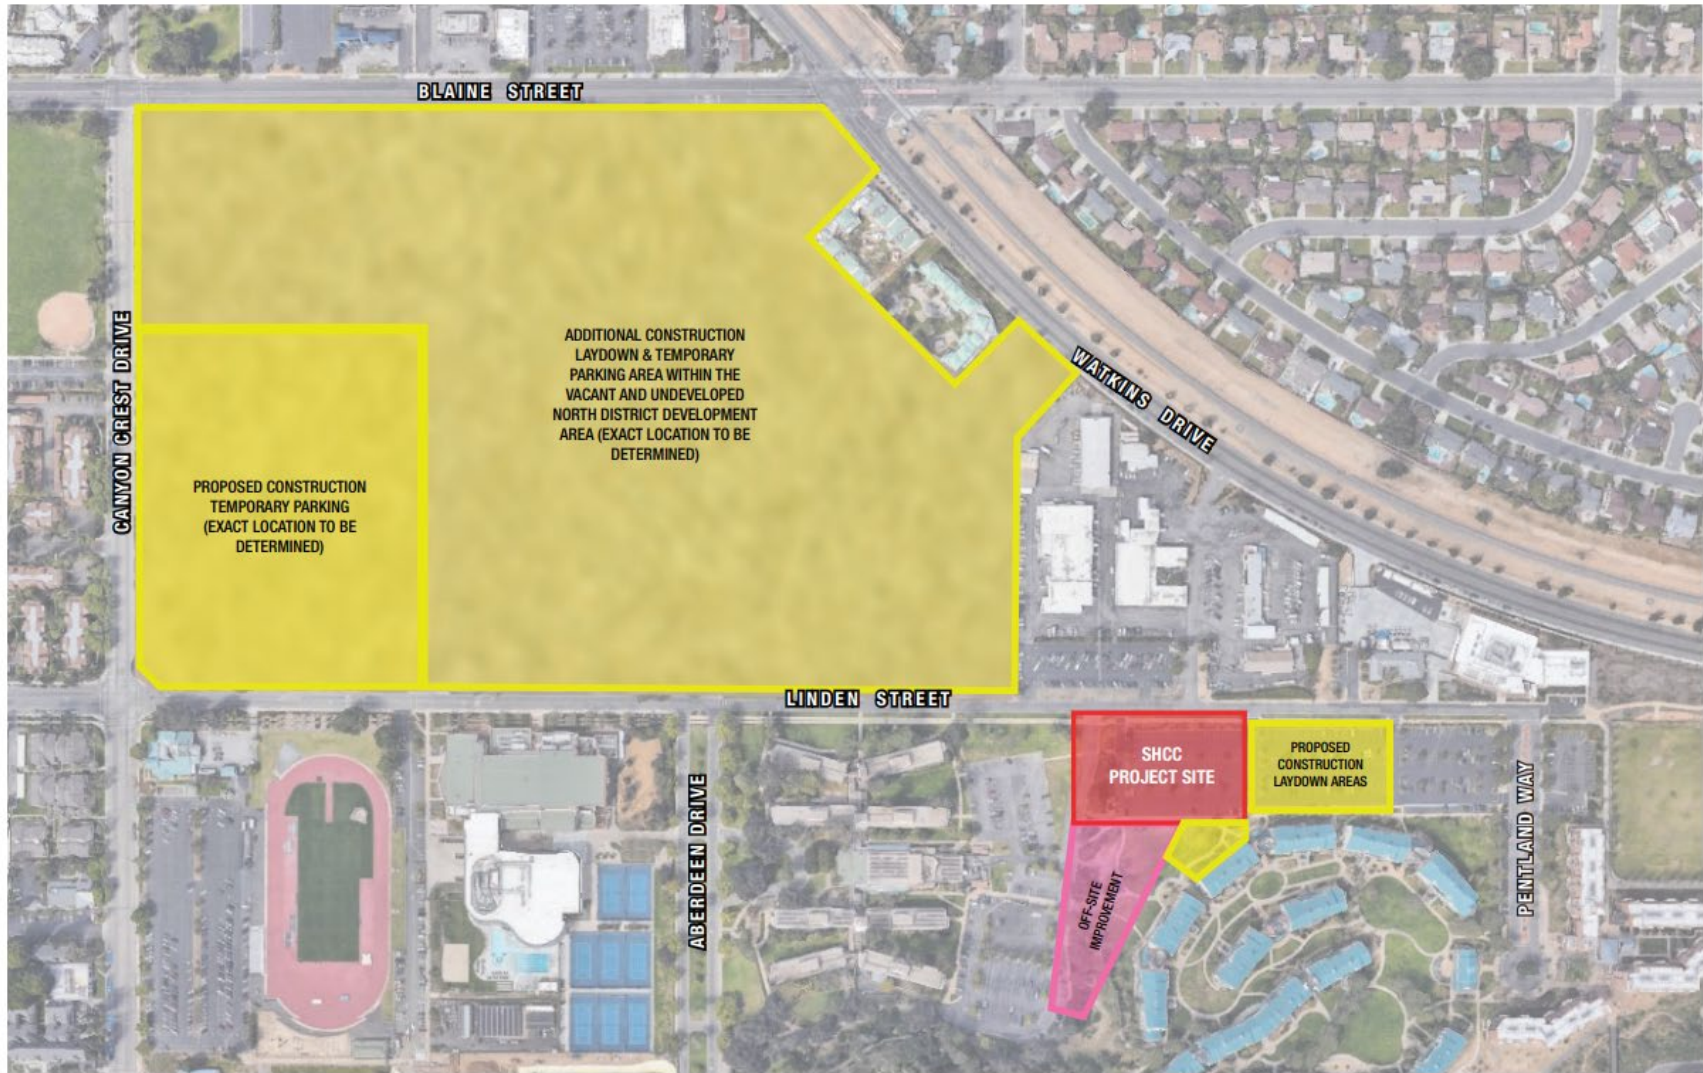 BLAINE STREET
CANYON CREST DRIVE
ADDITIONAL CONSTRUCTION
LAYDOWN & TEMPORARY
PARKING AREA WITHIN THE
VACANT AND UNDEVELOPED
NORTH DISTRICT DEVELOPMENT
AREA (EXACT LOCATION TO BE
DETERMINED)
WATKINS DRIVE
PROPOSED CONSTRUCTION
TEMPORARY PARKING
(EXACT LOCATION TO BE
DETERMINED)
LINDEN STREET
SHCC
PROJECT SITE
PROPOSED
CONSTRUCTION
LAYDOWN AREAS
ABERDEEN DRIVE
PENTLAND WAY
OFF-SITE
IMPROVEMENT